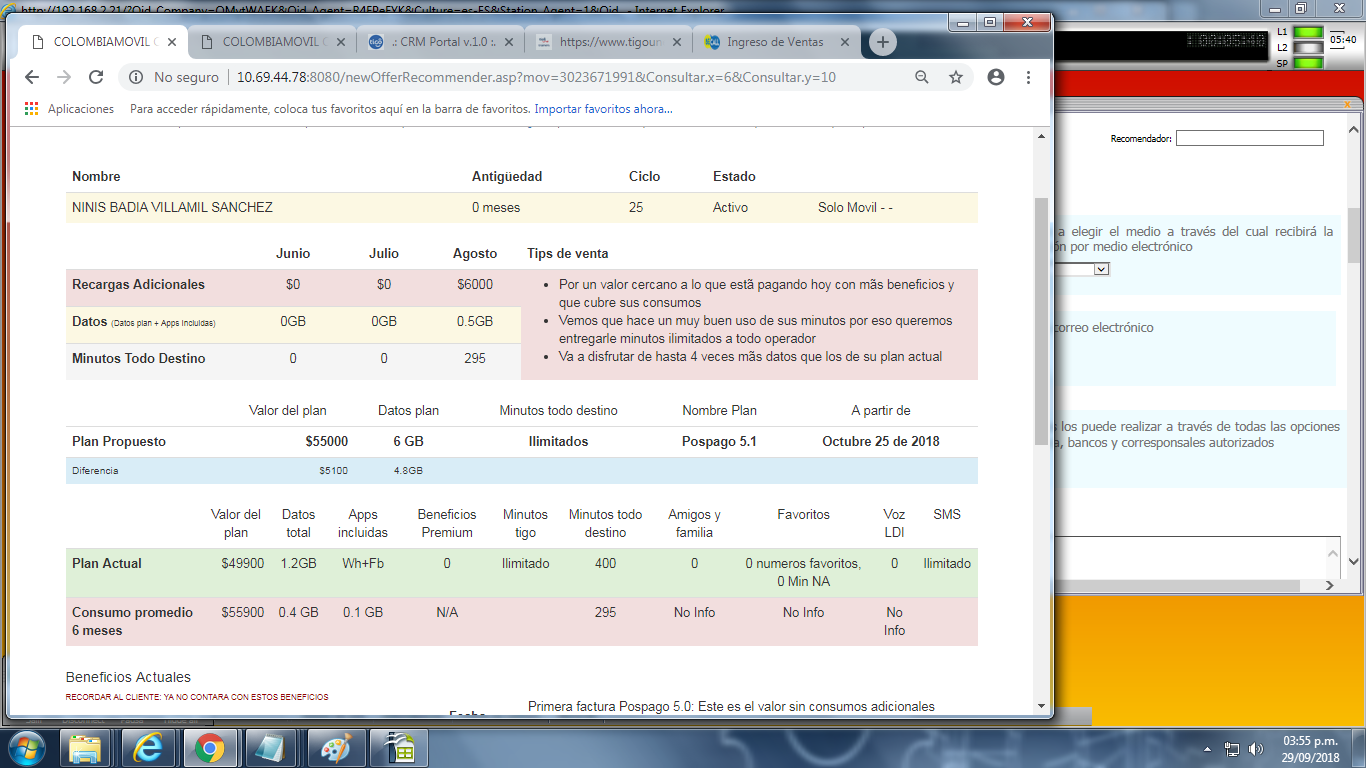 http://192.168.2.21/?Oid_Company=OMytWAEK&Oid_Agent=R4EPeEYK&Culture=es-ES&Station_Agent=1&Oid... - Internet Explorer
COLOMBIAMOVIL C
COLOMBIAMOVIL C
.: CRM Portal v.1.0 :.
https://www.tigoun
Ingreso de Ventas
L1
L2
SP
05:40
No seguro
10.69.44.78:8080/newOfferRecommender.asp?mov=3023671991&Consultar.x=6&Consultar.y=10
Aplicaciones
Para acceder rápidamente, coloca tus favoritos aquí en la barra de favoritos. Importar favoritos ahora...
Recomendador:
Nombre Antigüedad Ciclo Estado
NINIS BADIA VILLAMIL SANCHEZ 0 meses 25 Activo Solo Movil - -
Junio Julio Agosto Tips de venta
Recargas Adicionales $0 $0 $6000
Datos (Datos plan + Apps Incluidas) 0GB 0GB 0.5GB
Minutos Todo Destino 0 0 295
Por un valor cercano a lo que estã pagando hoy con mãs beneficios y
que cubre sus consumos
Vemos que hace un muy buen uso de sus minutos por eso queremos
entregarle minutos ilimitados a todo operador
Va a disfrutar de hasta 4 veces mãs datos que los de su plan actual
Valor del plan Datos plan Minutos todo destino Nombre Plan A partir de
Plan Propuesto $55000 6 GB Ilimitados Pospago 5.1 Octubre 25 de 2018
Diferencia $5100 4.8GB
Valor del Datos Apps Beneficios Minutos Minutos todo Amigos y Favoritos Voz SMS
plan total incluidas Premium tigo destino familia LDI
Plan Actual $49900 1.2GB Wh+Fb 0 Ilimitado 400 0 0 numeros favoritos, 0 Ilimitado
0 Min NA
Consumo promedio $55900 0.4 GB 0.1 GB N/A 295 No Info No Info No
6 meses Info
Beneficios Actuales
RECORDAR AL CLIENTE: YA NO CONTARA CON ESTOS BENEFICIOS
Primera factura Pospago 5.0: Este es el valor sin consumos adicionales
Fecha
a elegir el medio a través del cual recibirá la
ón por medio electrónico
correo electrónico
s los puede realizar a través de todas las opciones
a, bancos y corresponsales autorizados
03:55 p.m.
29/09/2018